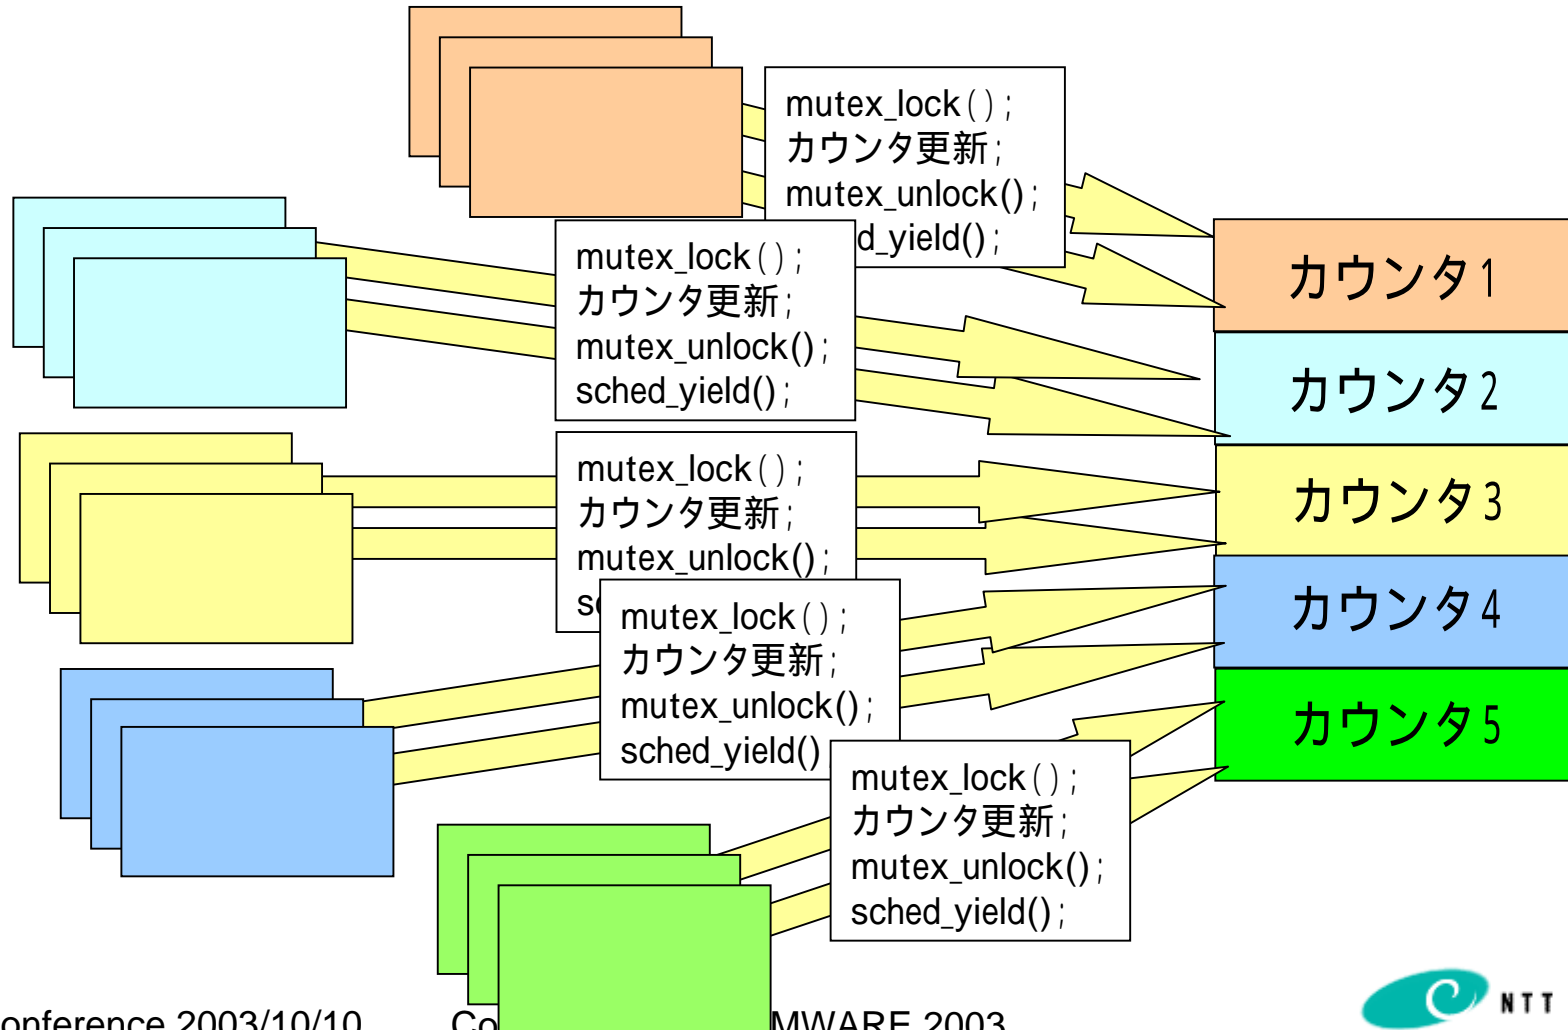 mutex_lock();
カウンタ更新;
mutex_unlock();
d_yield();
mutex_lock();
カウンタ更新;
mutex_unlock();
sched_yield();
mutex_lock();
カウンタ更新;
mutex_unlock();
mutex_lock();
カウンタ更新;
mutex_unlock();
sched_yield()
mutex_lock();
カウンタ更新;
mutex_unlock();
sched_yield();
カウンタ1
カウンタ2
カウンタ3
カウンタ4
カウンタ5
onference 2003/10/10 Co MWARE 2003
NTT